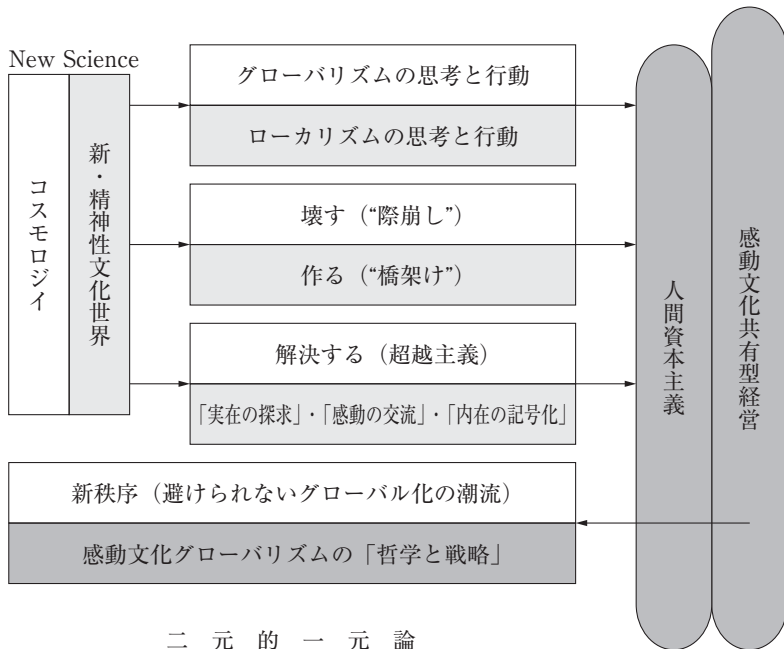 New Science
コスモロジイ
新・精神性文化世界
グローバリズムの思考と行動
ローカリズムの思考と行動
壊す（“際崩し”）
作る（“橋架け”）
解決する（超越主義）
「実在の探求」・「感動の交流」・「内在の記号化」
人間資本主義
感動文化共有型経営
新秩序（避けられないグローバル化の潮流）
感動文化グローバリズムの「哲学と戦略」
二元的一元論